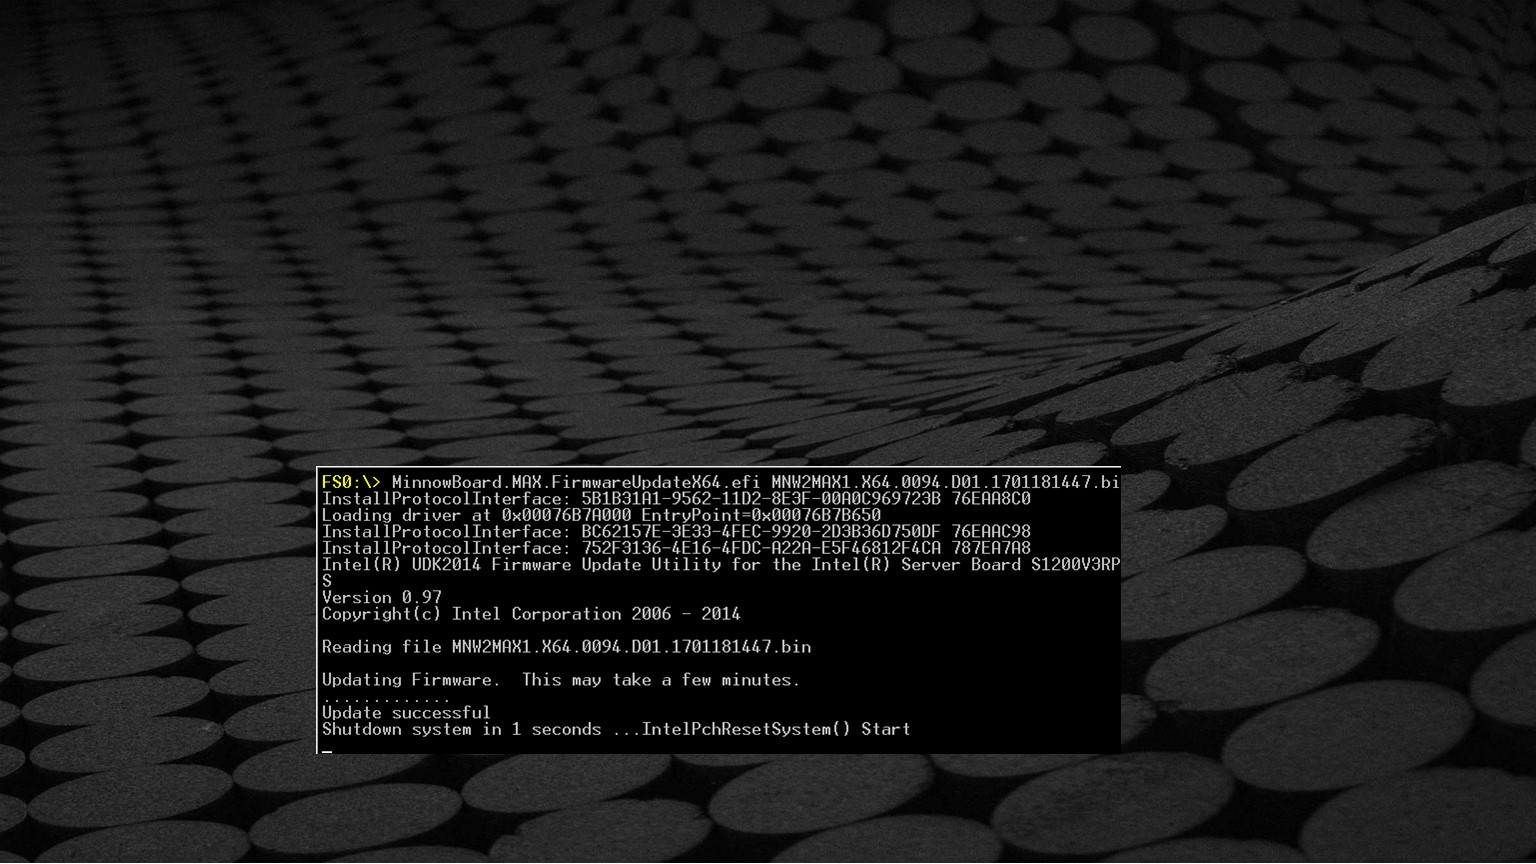 FS0:\> MinnowBoard.MAX.FirmwareUpdateX64.efi MNW2MAX1.X64.0094.D01.1701181447.bi
InstallProtocolInterface: 5B1B31A1-9562-11D2-8E3F-00A0C969723B 76EAA8C0
Loading driver at 0x00076B7A000 EntryPoint=0x00076B7B650
InstallProtocolInterface: BC62157E-3E33-4FEC-9920-2D3B36D750DF 76EAAC98
InstallProtocolInterface: 752F3136-4E16-4FDC-A22A-E5F46812F4CA 787EA7A8
Intel(R) UDK2014 Firmware Update Utility for the Intel(R) Server Board S1200V3RP
S
Version 0.97
Copyright(c) Intel Corporation 2006 - 2014
Reading file MNW2MAX1.X64.0094.D01.1701181447.bin
Updating Firmware.  This may take a few minutes.
.............
Update successful
Shutdown system in 1 seconds ...IntelPchResetSystem() Start
_